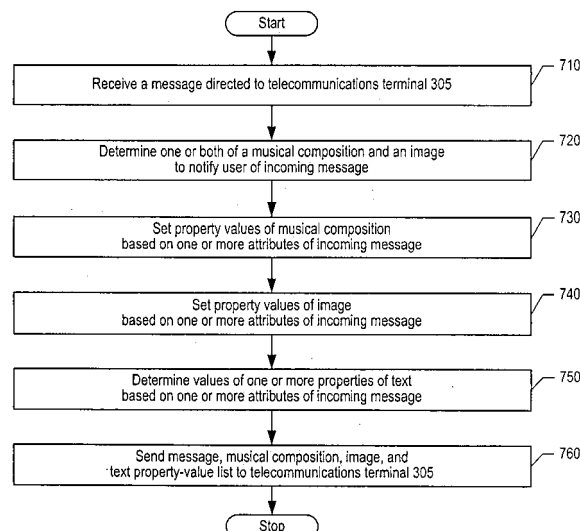 Start
710
Receive a message directed to telecommunications terminal 305
720
Determine one or both of a musical composition and an image
to notify user of incoming message
730
Set property values of musical composition
based on one or more attributes of incoming message
740
Set property values of image
based on one or more attributes of incoming message
750
Determine values of one or more properties of text
based on one or more attributes of incoming message
760
Send message, musical composition, image, and
text property-value list to telecommunications terminal 305
Stop